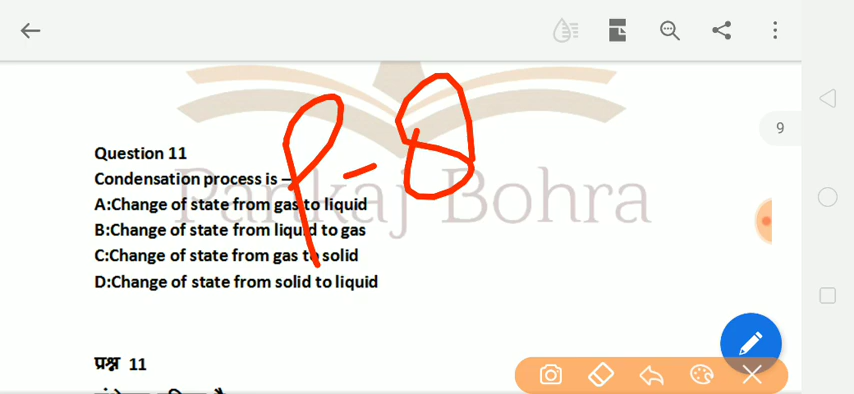 9
Question 11
Condensation process is –
A:Change of state from gas to liquid
B:Change of state from liquid to gas
C:Change of state from gas to solid
D:Change of state from solid to liquid
Pankaj Bohra
प्रश्न 11